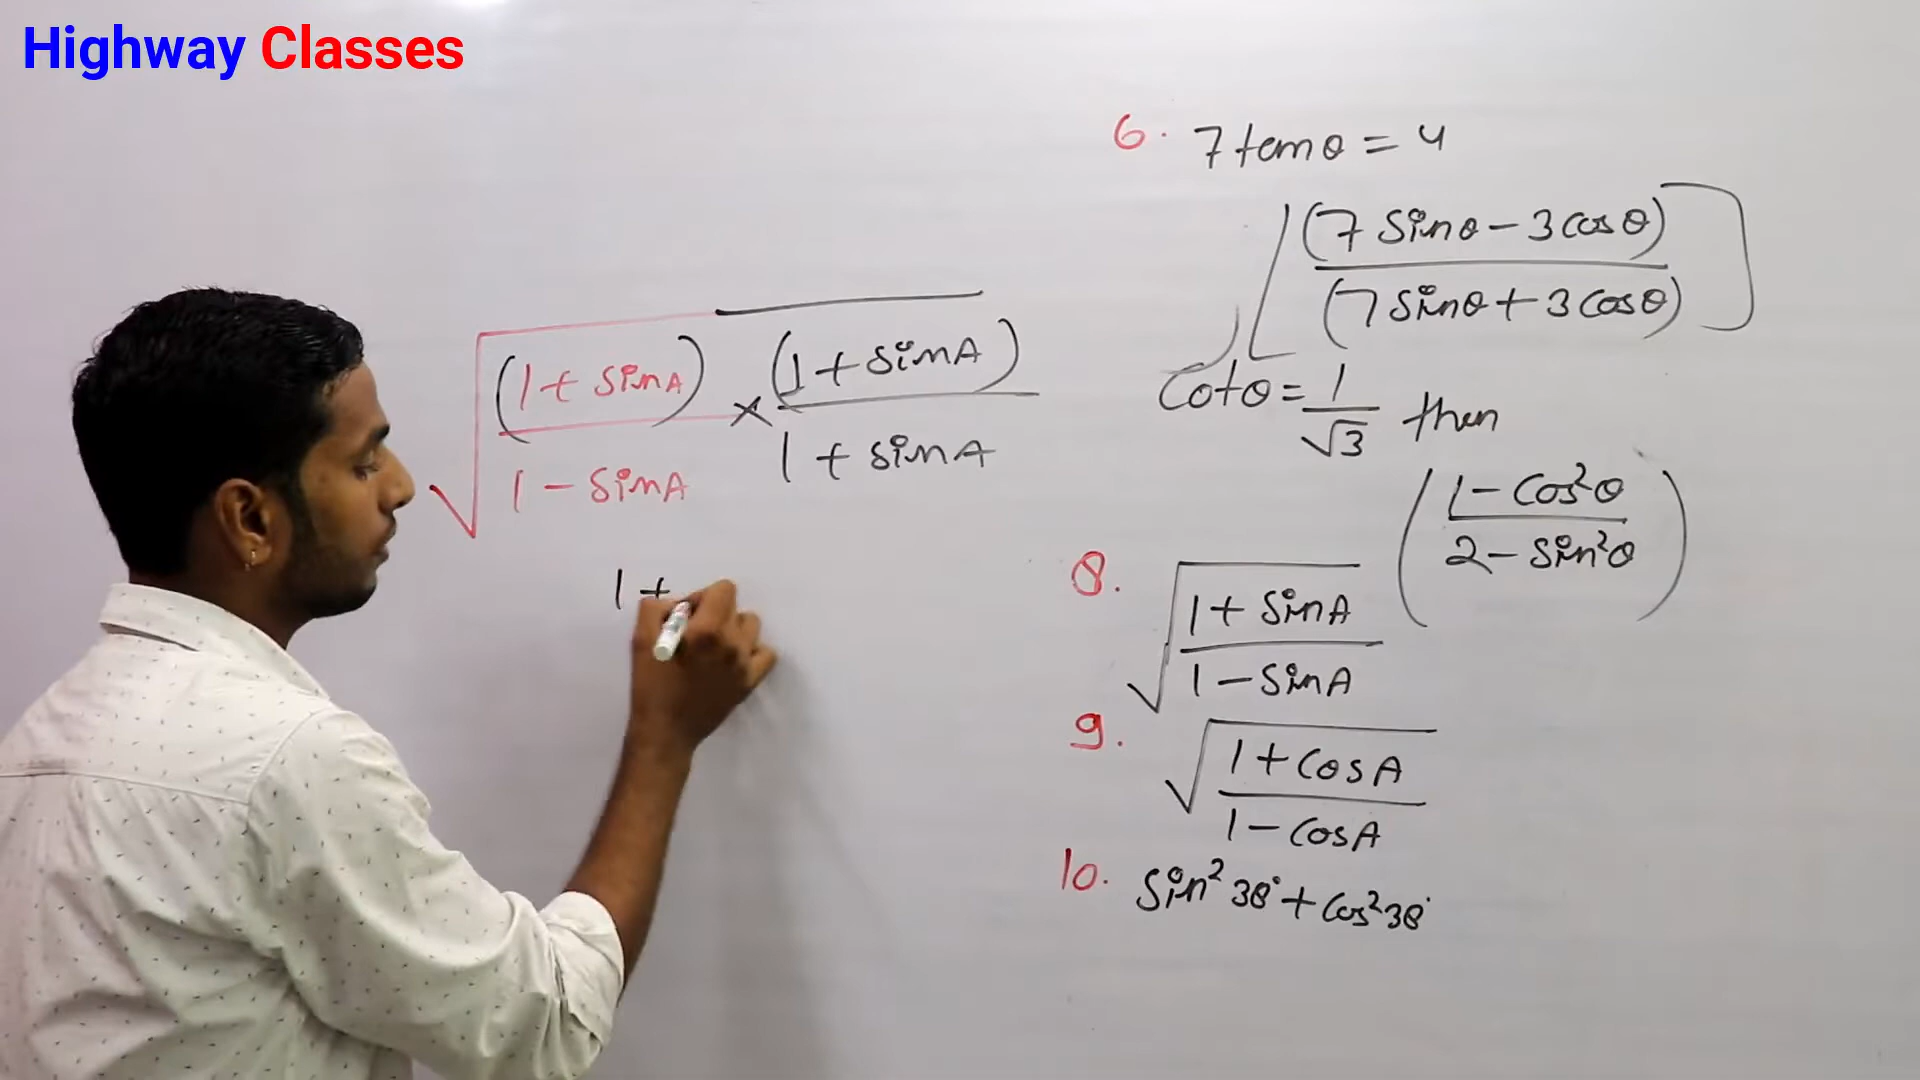 Highway Classes
√((1 + sinA)/(1 - sinA) × (1 + sinA)/(1 + sinA))
1 +
6. 7 tanθ = 4
[(7 sinθ - 3 cosθ)/(7 sinθ + 3 cosθ)]
cotθ = 1/√3 then
((1 - cos²θ)/(2 - sin²θ))
8. √((1 + sinA)/(1 - sinA))
9. √((1 + cosA)/(1 - cosA))
10. sin² 38° + cos² 38°